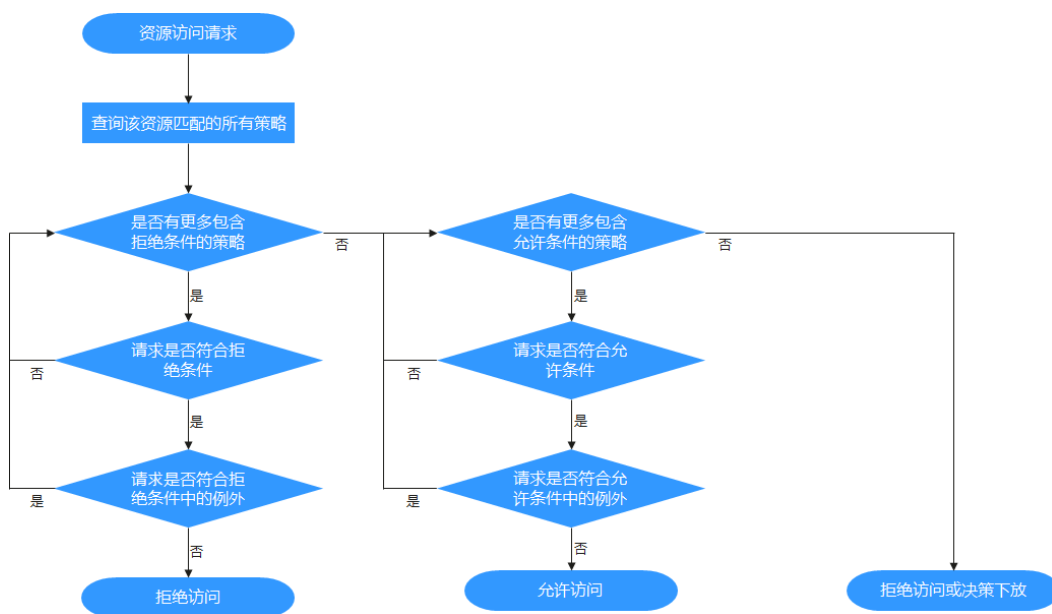 资源访问请求
查询该资源匹配的所有策略
是否有更多包含
拒绝条件的策略
否
是
请求是否符合拒
绝条件
否
是
请求是否符合拒
绝条件中的例外
是
否
拒绝访问
是否有更多包含
允许条件的策略
否
是
请求是否符合允
许条件
否
是
请求是否符合允
许条件中的例外
是
否
允许访问
拒绝访问或决策下放